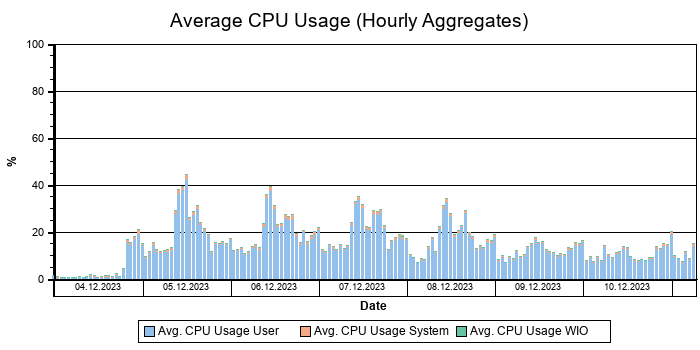 Average CPU Usage (Hourly Aggregates)
100
80
60
40
20
0
%
04.12.2023 05.12.2023 06.12.2023 07.12.2023 08.12.2023 09.12.2023 10.12.2023
Date
Avg. CPU Usage User Avg. CPU Usage System Avg. CPU Usage WIO